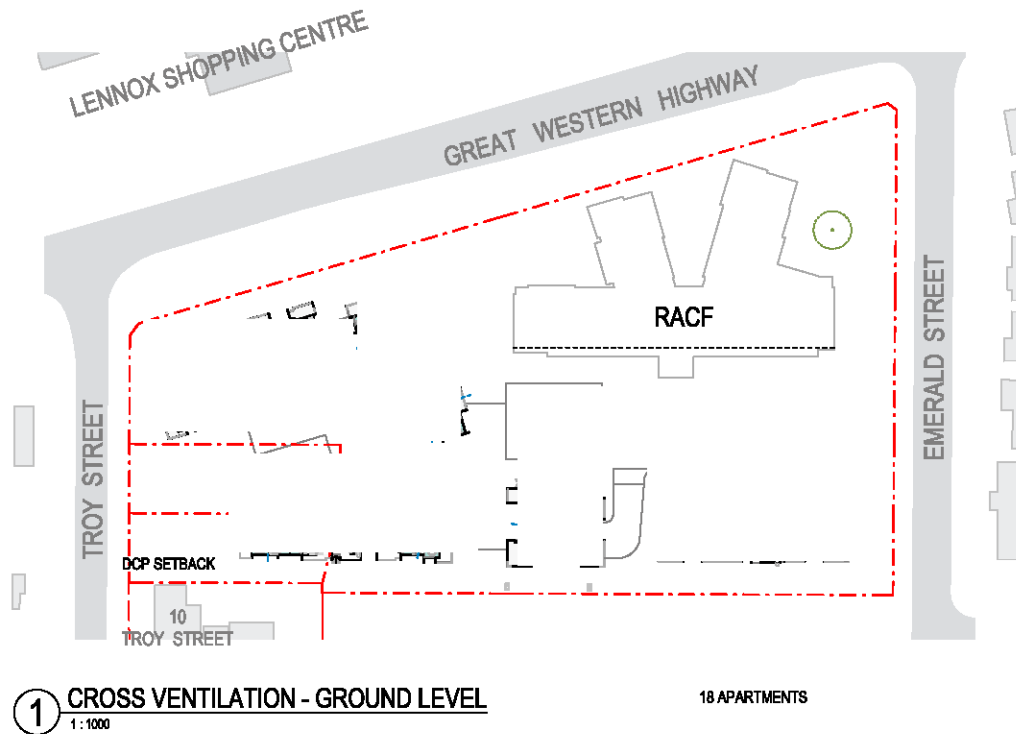 LENNOX SHOPPING CENTRE
GREAT WESTERN HIGHWAY
RACF
TROY STREET
EMERALD STREET
DCP SETBACK
10
TROY STREET
1 CROSS VENTILATION - GROUND LEVEL
1 : 1000
18 APARTMENTS